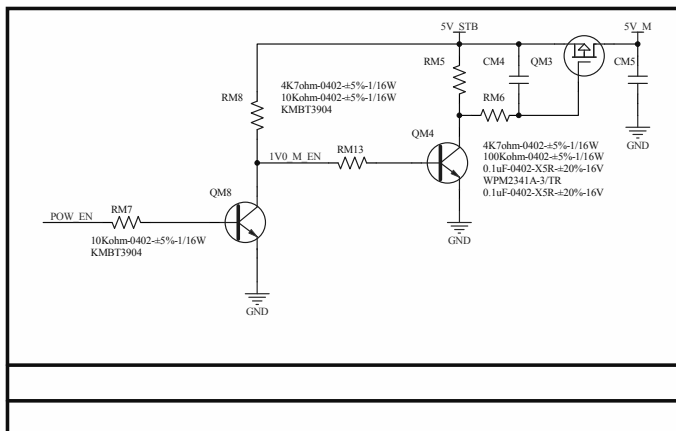 5V_STB
5V_M
RM5
CM4
QM3
CM5
RM8
4K7ohm-0402-±5%-1/16W
10Kohm-0402-±5%-1/16W
KMBT3904
RM6
QM4
1V0_M_EN
RM13
GND
4K7ohm-0402-±5%-1/16W
100Kohm-0402-±5%-1/16W
0.1uF-0402-X5R-±20%-16V
WPM2341A-3/TR
0.1uF-0402-X5R-±20%-16V
QM8
POW_EN
RM7
10Kohm-0402-±5%-1/16W
KMBT3904
GND
GND